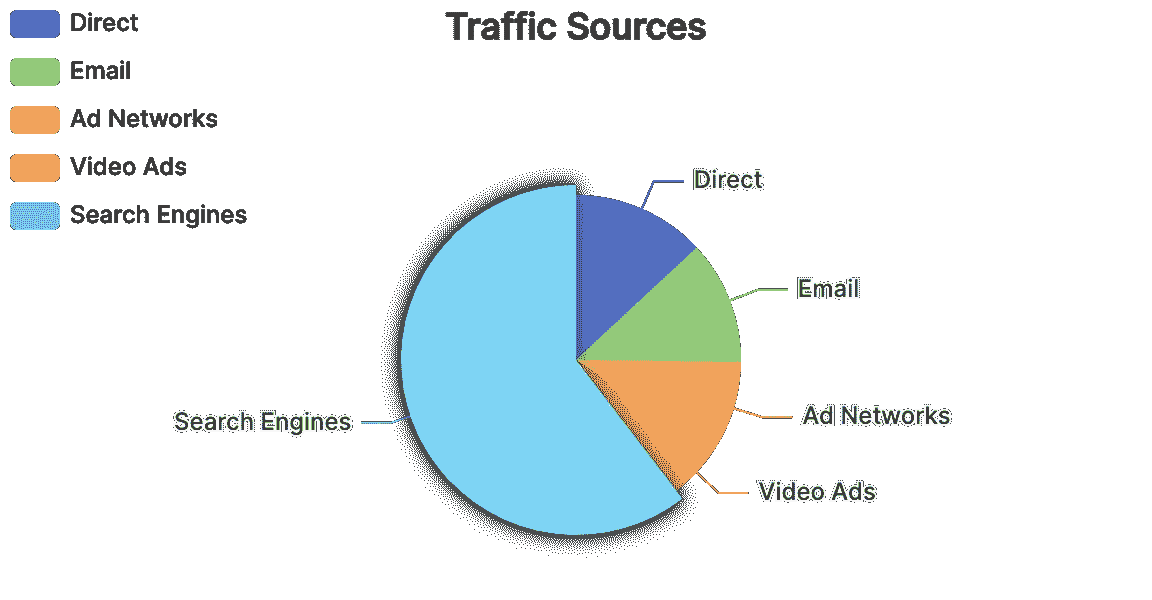 Traffic Sources
Direct
Email
Ad Networks
Video Ads
Search Engines
Direct
Email
Ad Networks
Video Ads
Search Engines